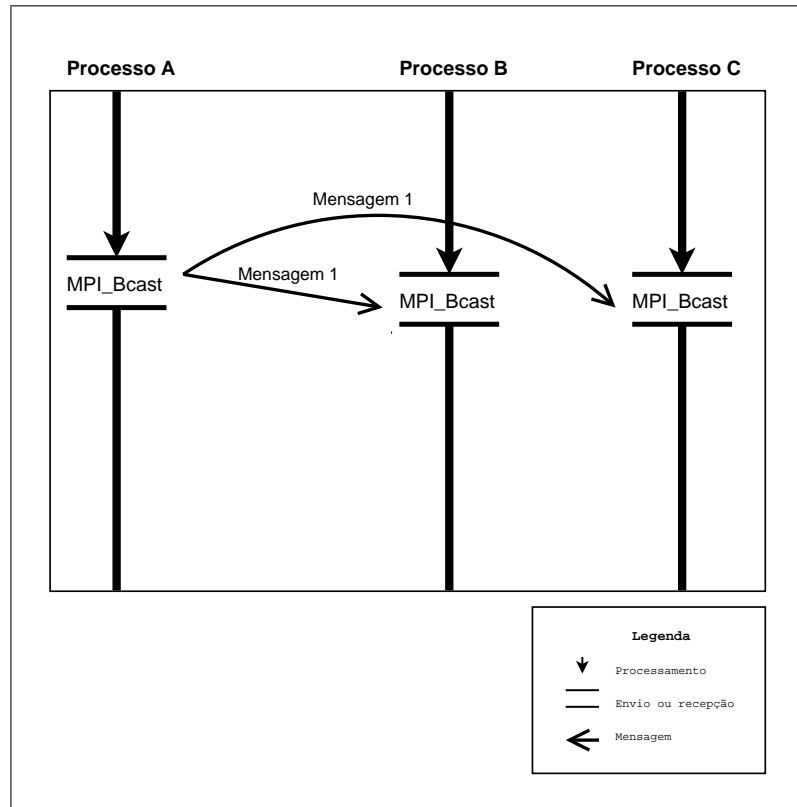 Processo A
Processo B
Processo C
Mensagem 1
Mensagem 1
MPI_Bcast
MPI_Bcast
MPI_Bcast
Legenda
Processamento
Envio ou recepção
Mensagem